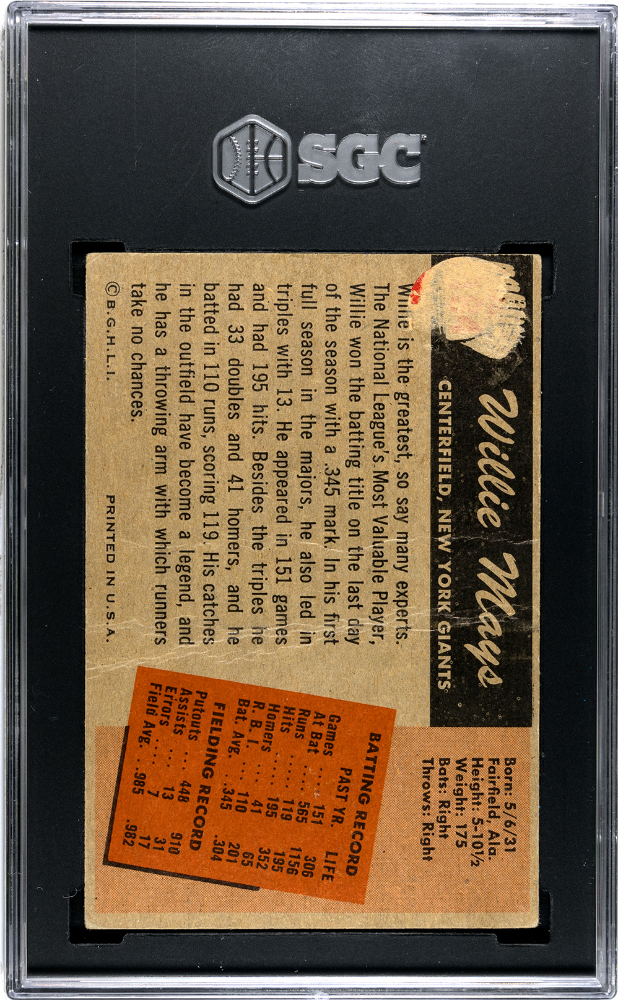 SGC
Willie Mays
CENTERFIELD, NEW YORK GIANTS
Born: 5/6/31
Fairfield, Ala.
Height: 5-10½
Weight: 175
Bats: Right
Throws: Right
Willie is the greatest, so say many experts.
The National League's Most Valuable Player,
Willie won the batting title on the last day
of the season with a .345 mark. In his first
full season in the majors, he also led in
triples with 13. He appeared in 151 games
and had 195 hits. Besides the triples he
had 33 doubles and 41 homers, and he
batted in 110 runs, scoring 119. His catches
in the outfield have become a legend, and
he has a throwing arm with which runners
take no chances.
© B.G.H.L.I.
PRINTED IN U.S.A.
BATTING RECORD
PAST YR. LIFE
Games ... 151 306
At Bat ... 565 1156
Runs ..... 119 195
Hits ..... 195 352
Homers ... 41 65
R. B. I. .... 110 201
Bat. Avg. .. .345 .304
FIELDING RECORD
Putouts ... 448 910
Assists .... 13 31
Errors .... 7 17
Field Avg. .. .985 .982